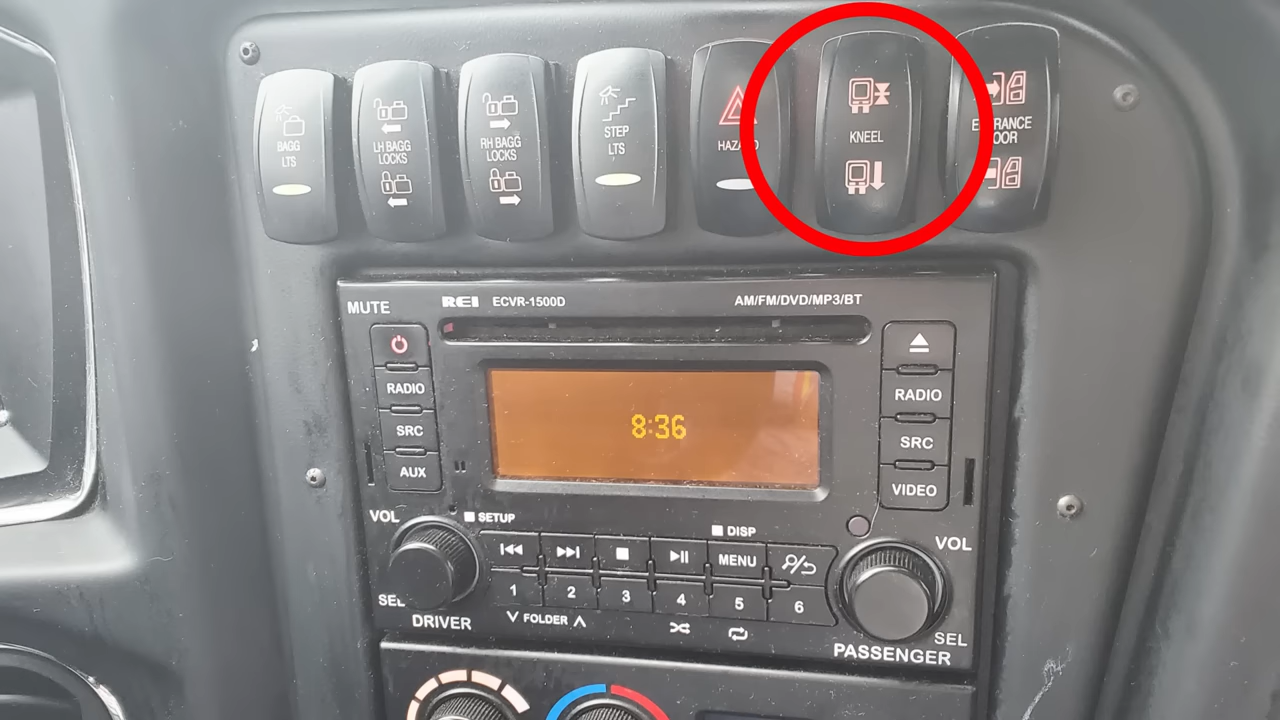 BAGG
LTS
LH BAGG
LOCKS
RH BAGG
LOCKS
STEP
LTS
HAZARD
KNEEL
ENTRANCE
DOOR
MUTE
REI ECVR-1500D
AM/FM/DVD/MP3/BT
RADIO
SRC
AUX
8:36
RADIO
SRC
VIDEO
VOL
SETUP
DISP
VOL
MENU
1
2
3
4
5
6
SEL
DRIVER
FOLDER
SEL
PASSENGER